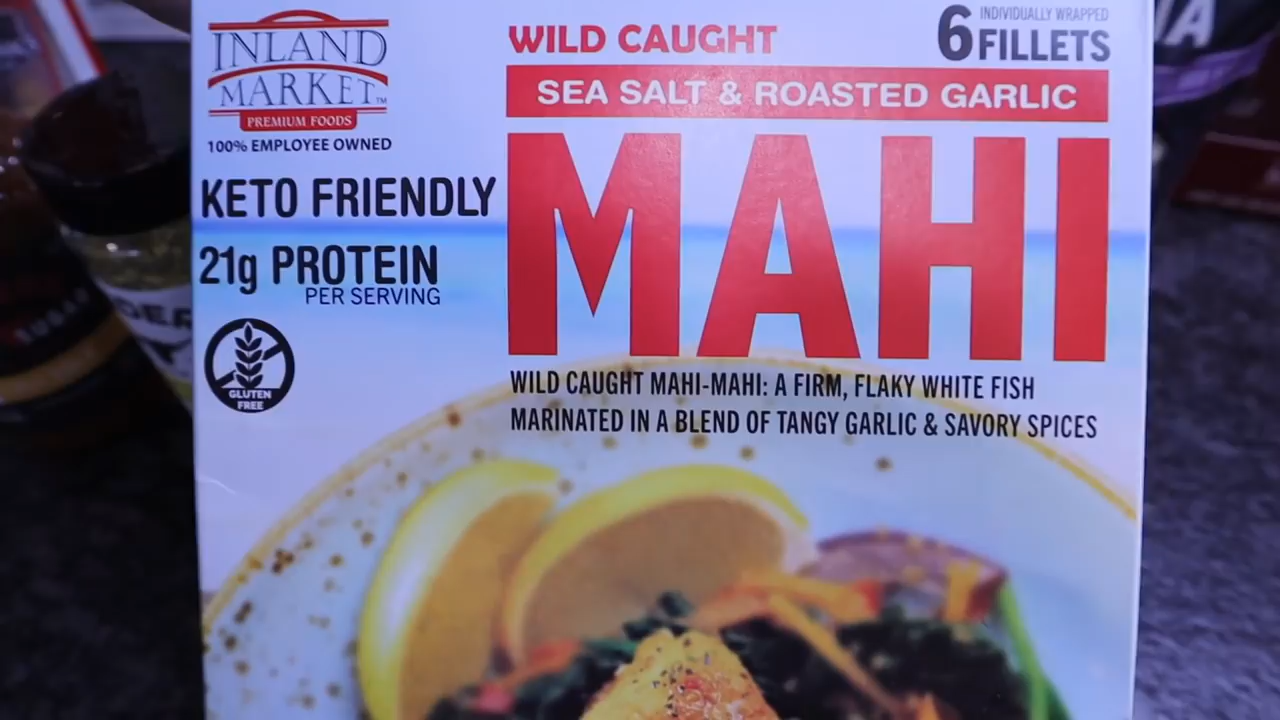 INLAND
MARKET™
PREMIUM FOODS
100% EMPLOYEE OWNED
KETO FRIENDLY
21g PROTEIN
PER SERVING
GLUTEN
FREE
WILD CAUGHT
6 INDIVIDUALLY WRAPPED
FILLETS
SEA SALT & ROASTED GARLIC
MAHI
WILD CAUGHT MAHI-MAHI: A FIRM, FLAKY WHITE FISH
MARINATED IN A BLEND OF TANGY GARLIC & SAVORY SPICES